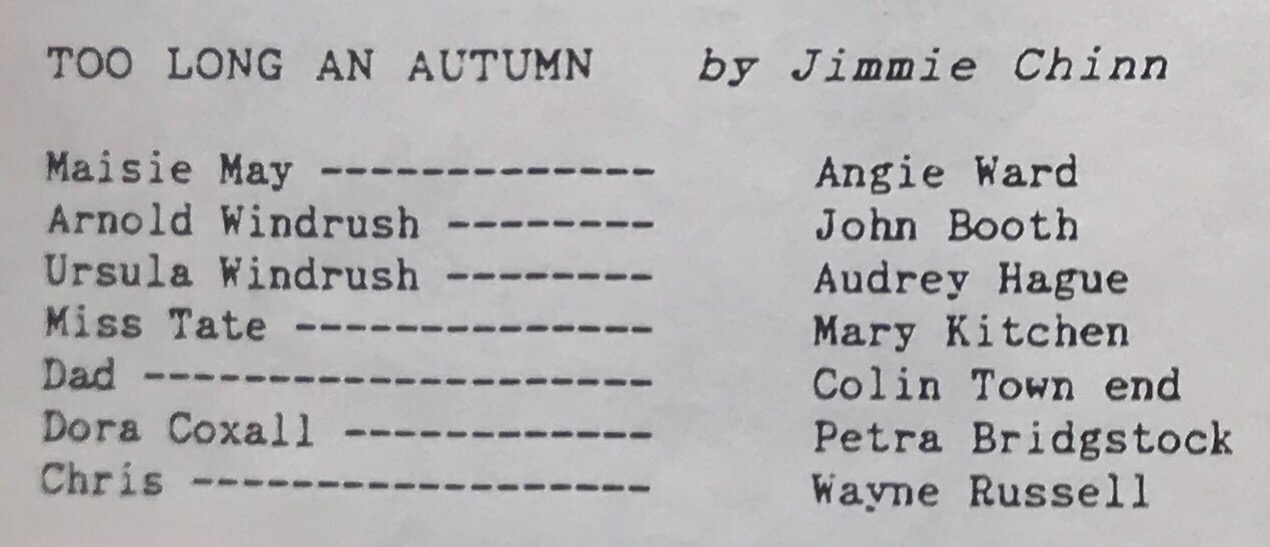 TOO LONG AN AUTUMN by Jimmie Chinn
Maisie May ------------- Angie Ward
Arnold Windrush -------- John Booth
Ursula Windrush -------- Audrey Hague
Miss Tate -------------- Mary Kitchen
Dad -------------------- Colin Town end
Dora Coxall ------------ Petra Bridgstock
Chris ------------------ Wayne Russell